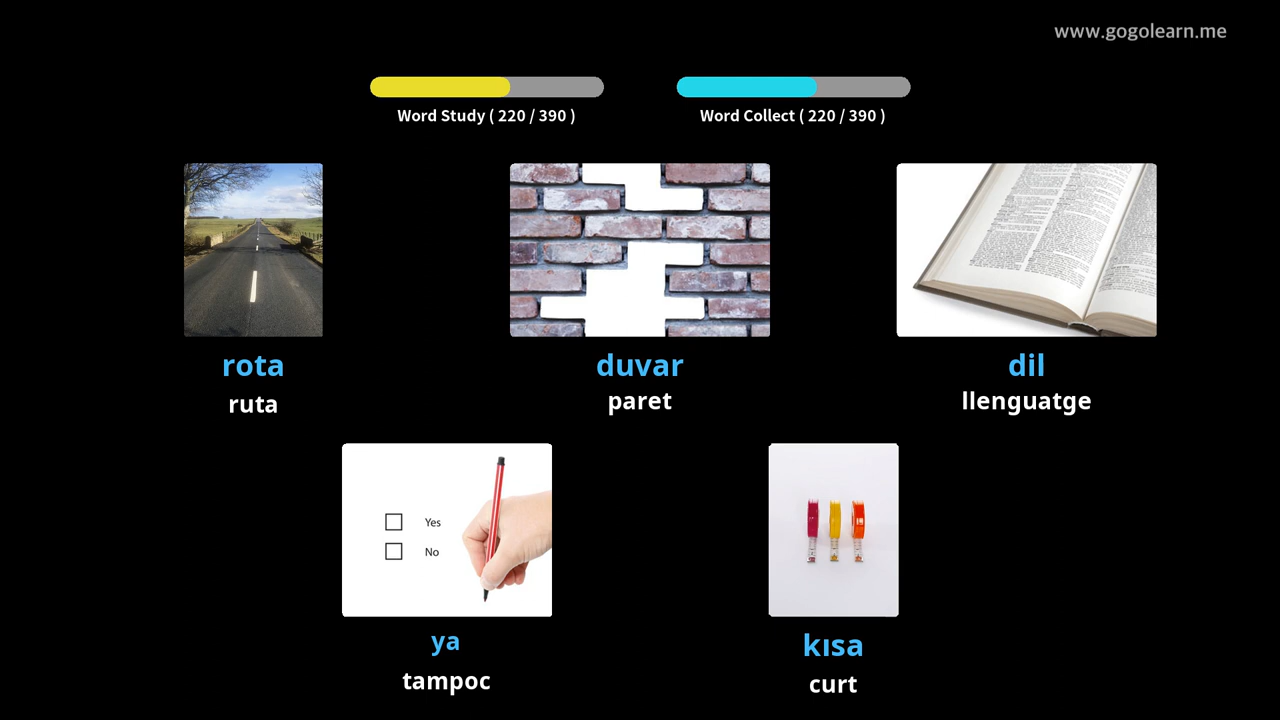 www.gogolearn.me
Word Study ( 220 / 390 )
Word Collect ( 220 / 390 )
rota
ruta
duvar
paret
dil
llenguatge
Yes
No
ya
tampoc
kısa
curt